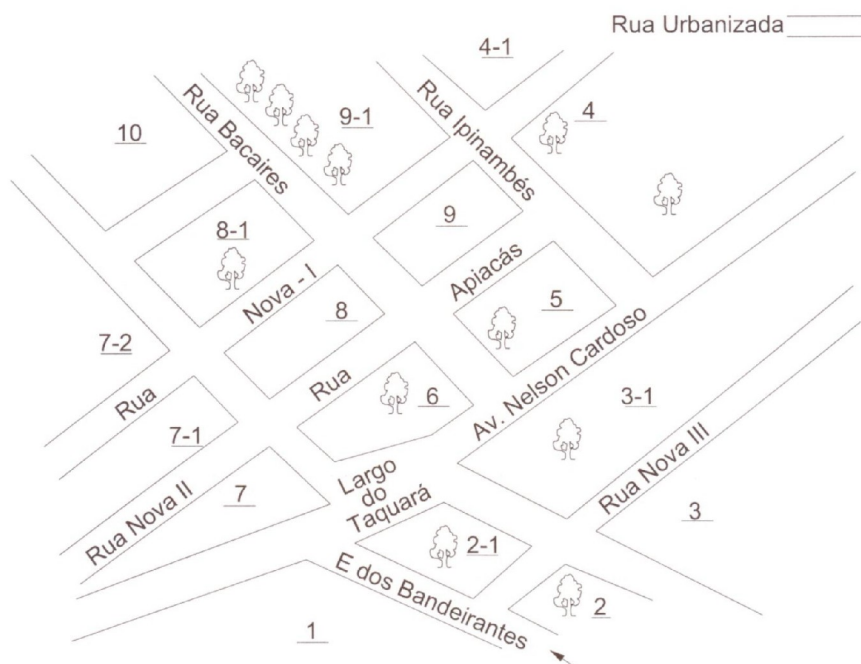 Rua Urbanizada
4-1
4
10
Rua Bacaires
9-1
Rua Ipinambés
8-1
9
Nova - I
Apiacás
8
5
7-2
Rua
Rua
6
Av. Nelson Cardoso
3-1
7-1
Rua Nova II
7
Largo
do
Taquará
Rua Nova III
3
2-1
E dos Bandeirantes
2
1